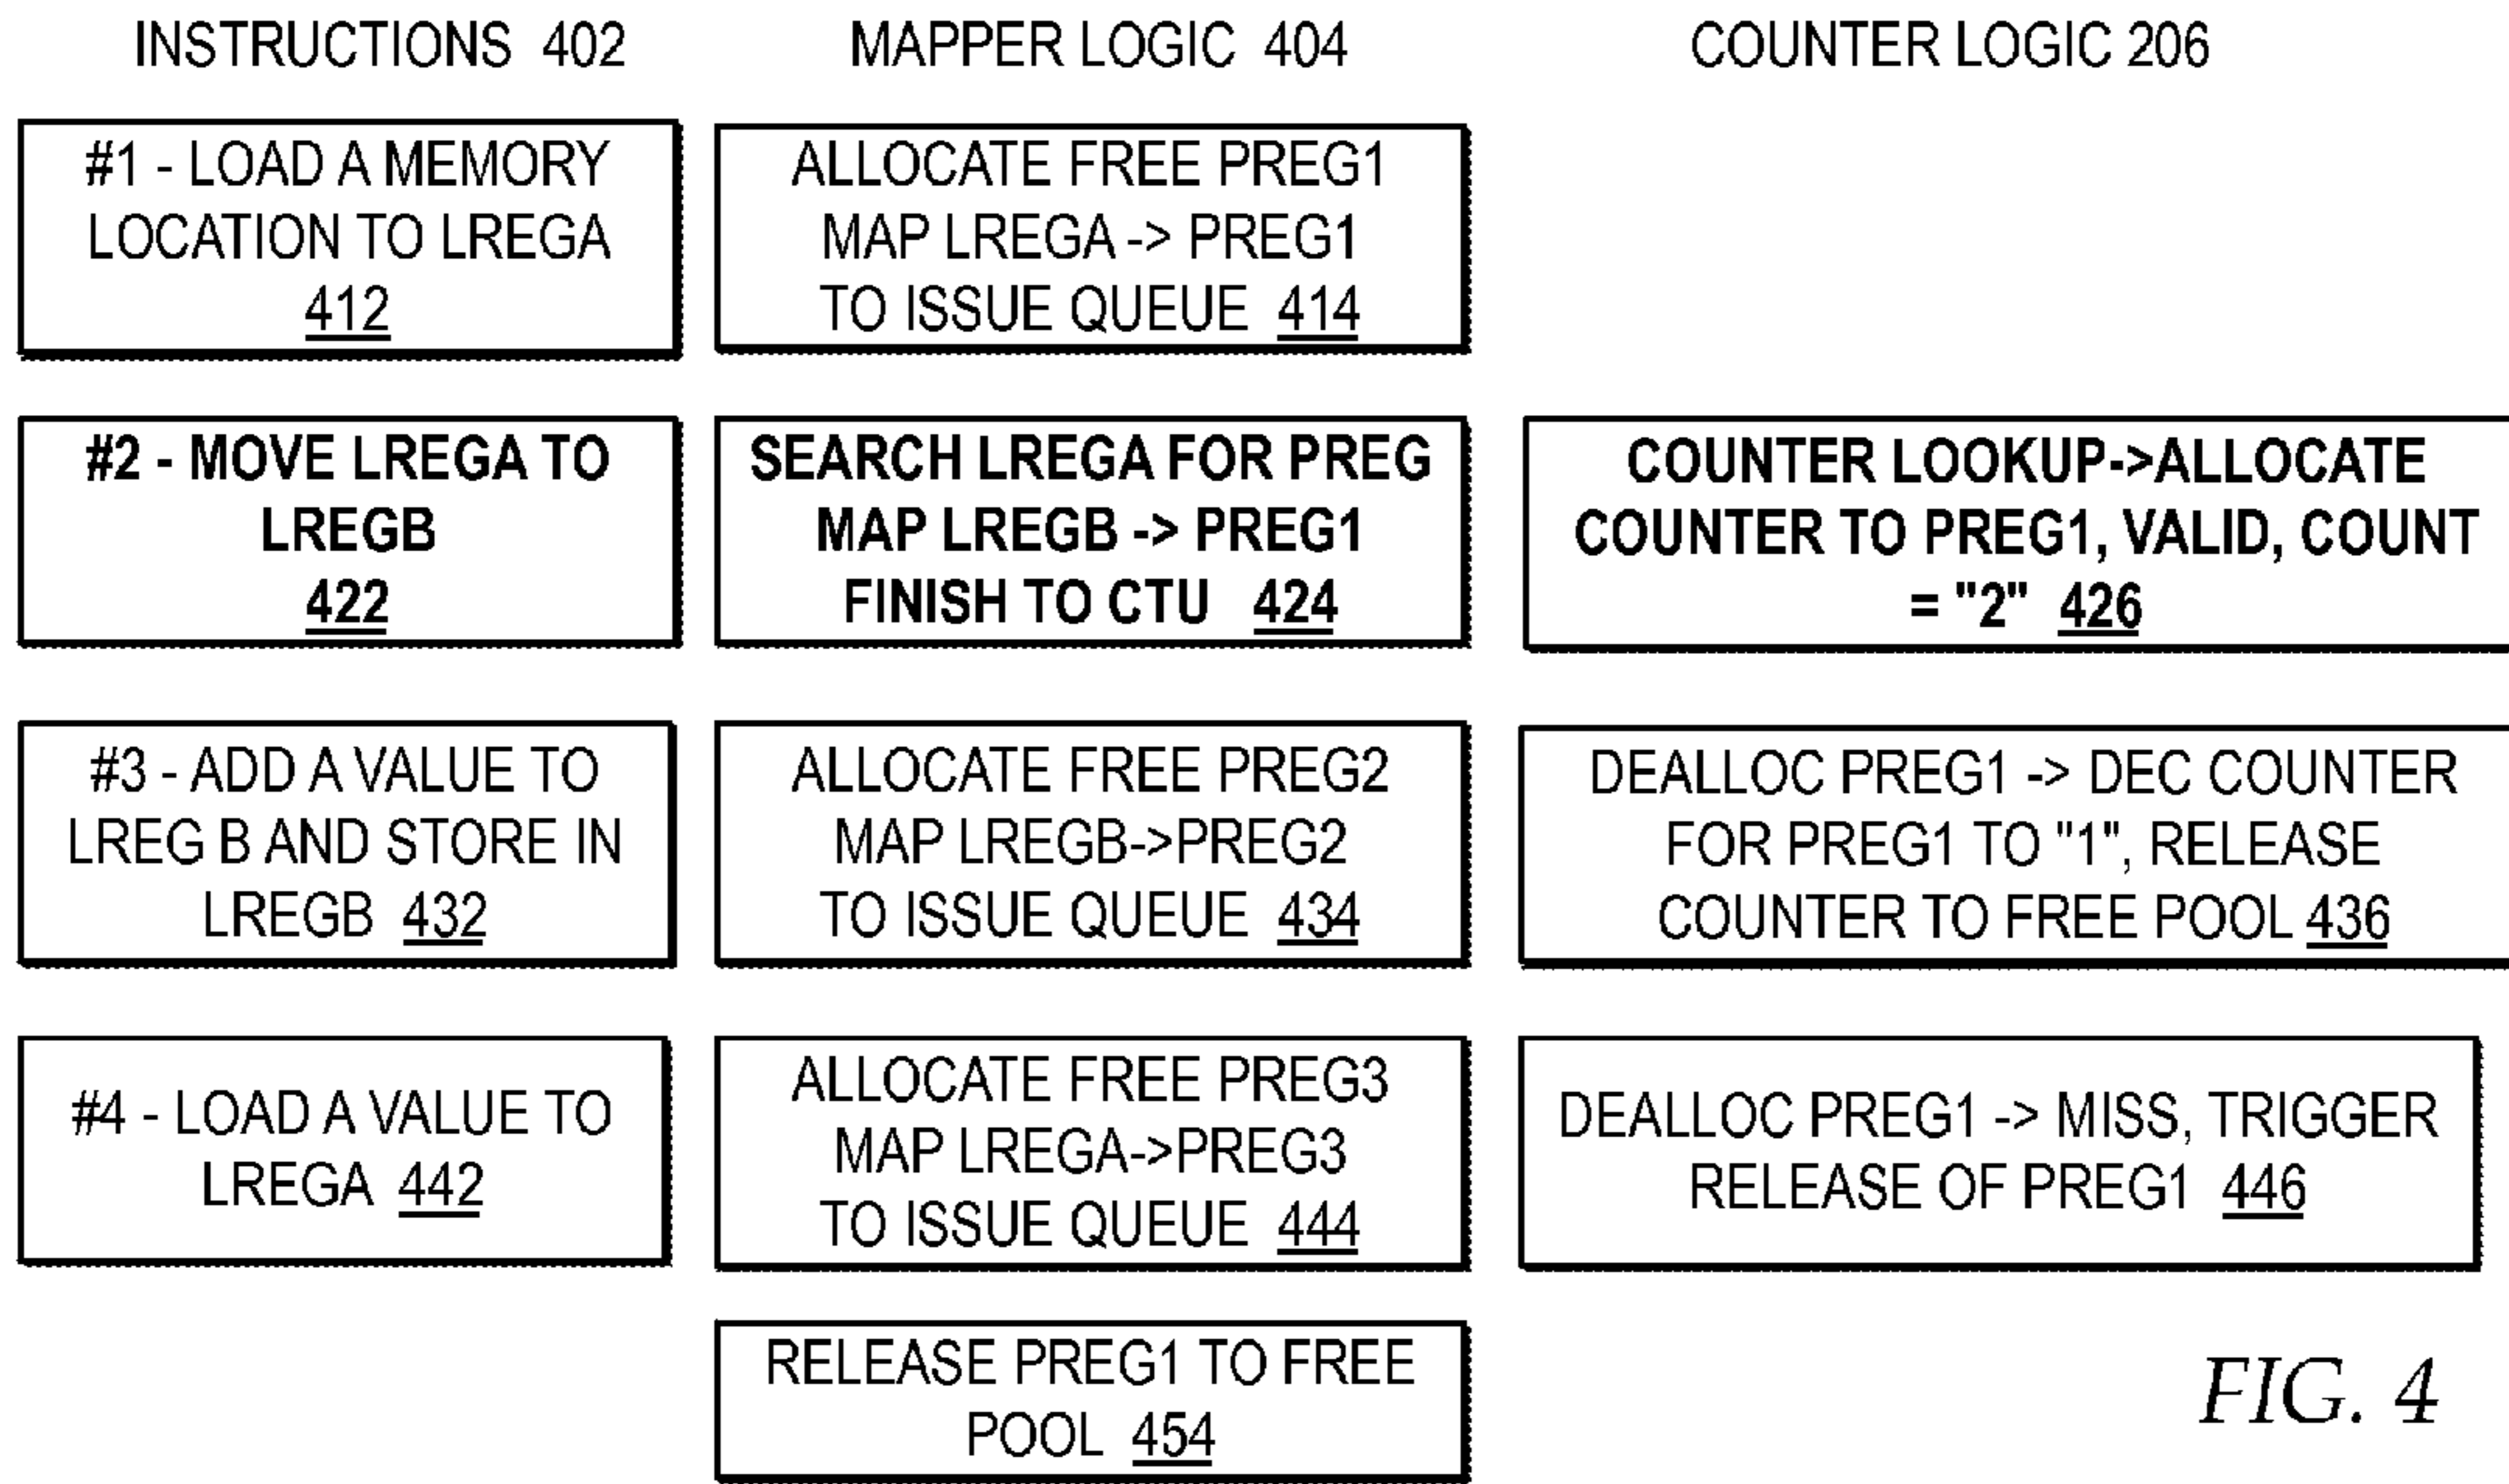 INSTRUCTIONS 402
MAPPER LOGIC 404
COUNTER LOGIC 206
#1 - LOAD A MEMORY
LOCATION TO LREGA
412
ALLOCATE FREE PREG1
MAP LREGA -> PREG1
TO ISSUE QUEUE 414
#2 - MOVE LREGA TO
LREGB
422
SEARCH LREGA FOR PREG
MAP LREGB -> PREG1
FINISH TO CTU 424
COUNTER LOOKUP->ALLOCATE
COUNTER TO PREG1, VALID, COUNT
= "2" 426
#3 - ADD A VALUE TO
LREG B AND STORE IN
LREGB 432
ALLOCATE FREE PREG2
MAP LREGB->PREG2
TO ISSUE QUEUE 434
DEALLOC PREG1 -> DEC COUNTER
FOR PREG1 TO "1", RELEASE
COUNTER TO FREE POOL 436
#4 - LOAD A VALUE TO
LREGA 442
ALLOCATE FREE PREG3
MAP LREGA->PREG3
TO ISSUE QUEUE 444
DEALLOC PREG1 -> MISS, TRIGGER
RELEASE OF PREG1 446
RELEASE PREG1 TO FREE
POOL 454
FIG. 4